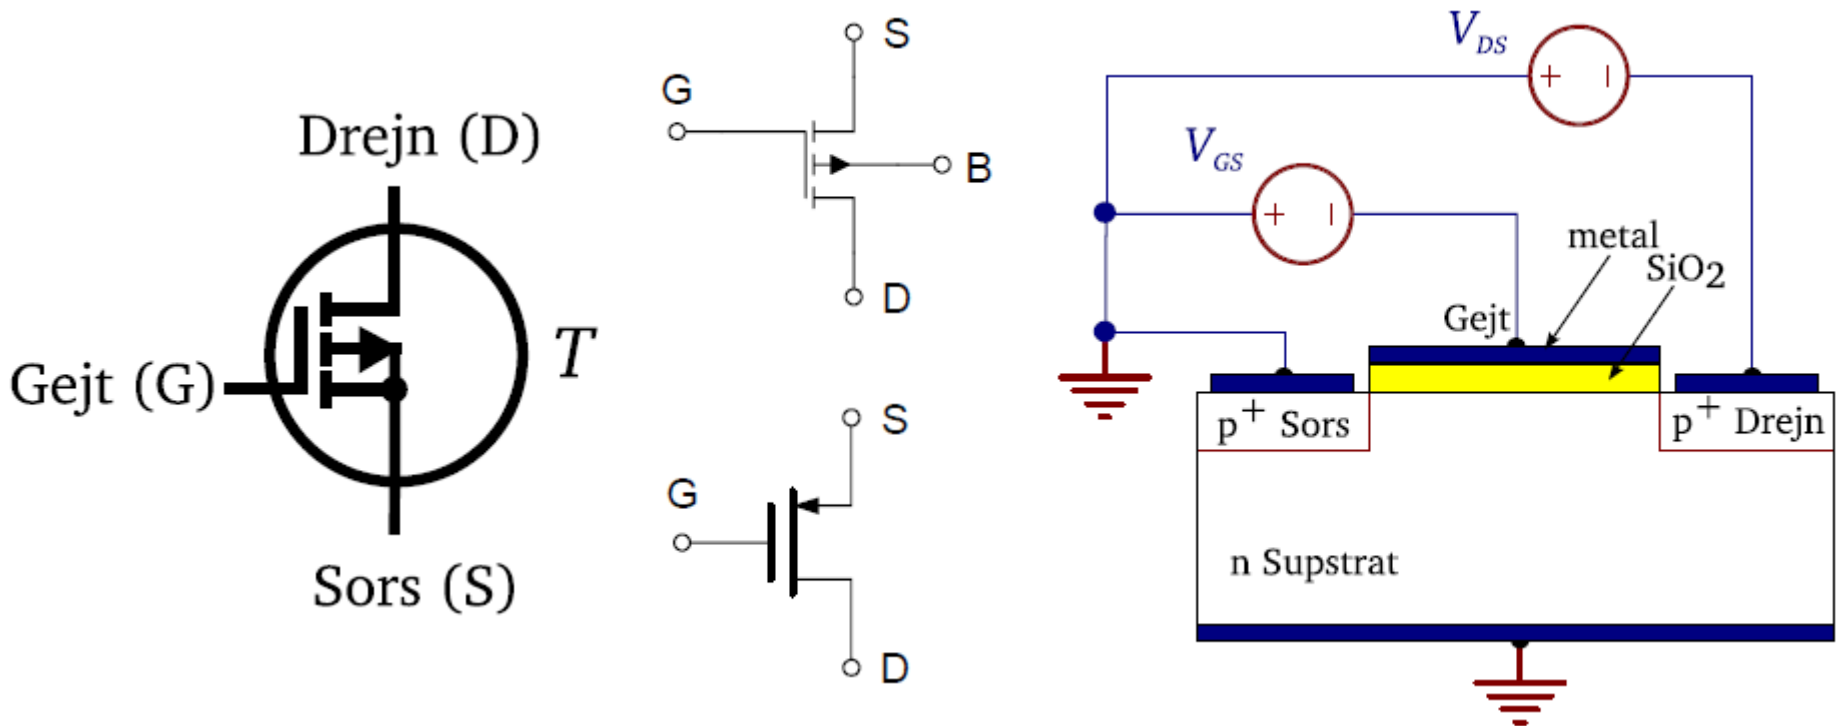 Drejn (D)
Gejt (G)
T
Sors (S)
S
G
B
D
S
G
D
V_DS
+ −
V_GS
+ −
metal
SiO2
Gejt
p+ Sors
p+ Drejn
n Supstrat